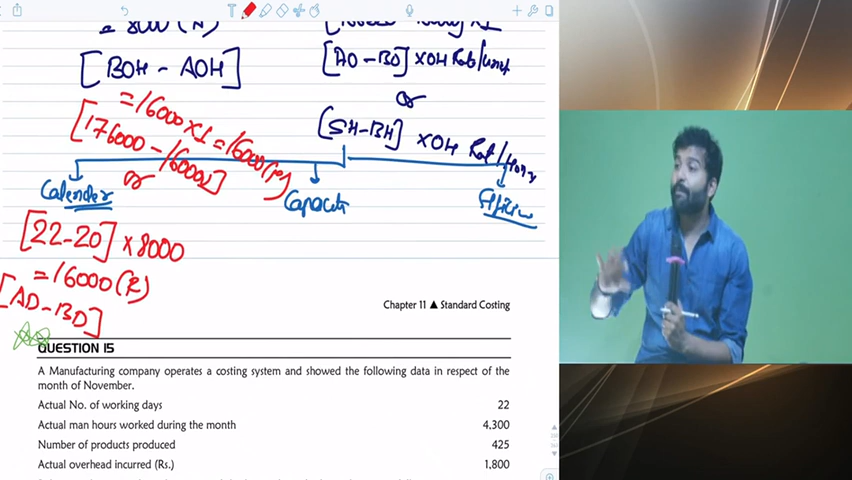 = 8000 (R)
[BOH - AOH]
[AO - BO] × OH Rate/unit
or
[SH - BH] × OH Rate/Hour
= 16000 × 1 = 16000 (R)
[176000 - 16000
or
Calender
Capacity
[22-20] × 8000
= 16000 (R)
[AD - BD]
Chapter 11 ▲ Standard Costing
QUESTION 15
A Manufacturing company operates a costing system and showed the following data in respect of the
month of November.
Actual No. of working days 22
Actual man hours worked during the month 4,300
Number of products produced 425
Actual overhead incurred (Rs.) 1,800